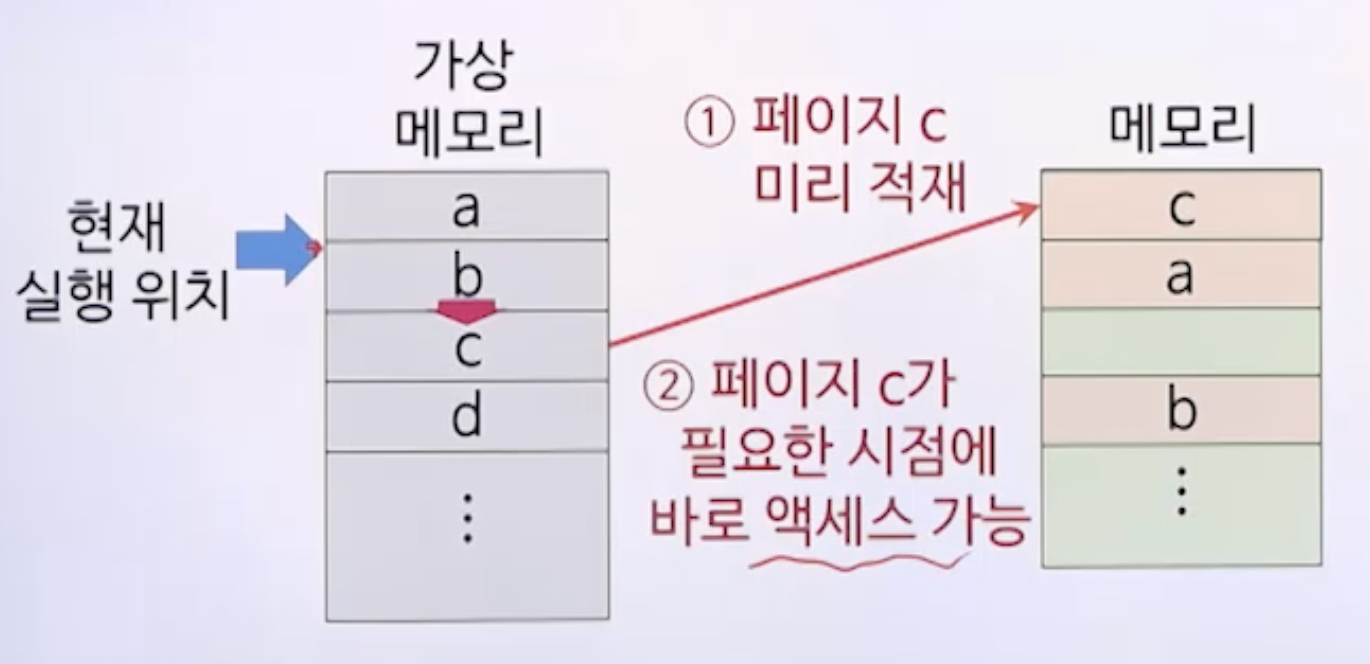 가상
메모리
현재
실행 위치
a
b
c
d
⋮
① 페이지 c
미리 적재
② 페이지 c가
필요한 시점에
바로 액세스 가능
메모리
c
a
b
⋮